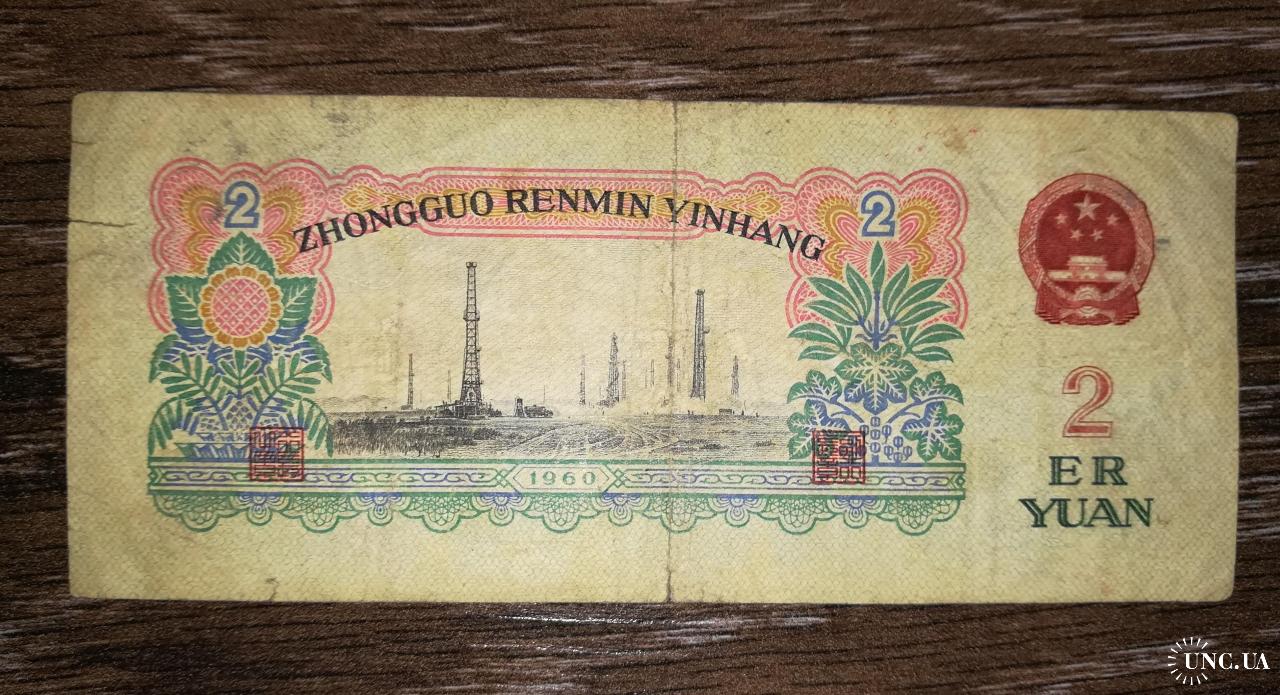 2
ZHONGGUO RENMIN YINHANG
2
1960
2
ER
YUAN
UNC.UA